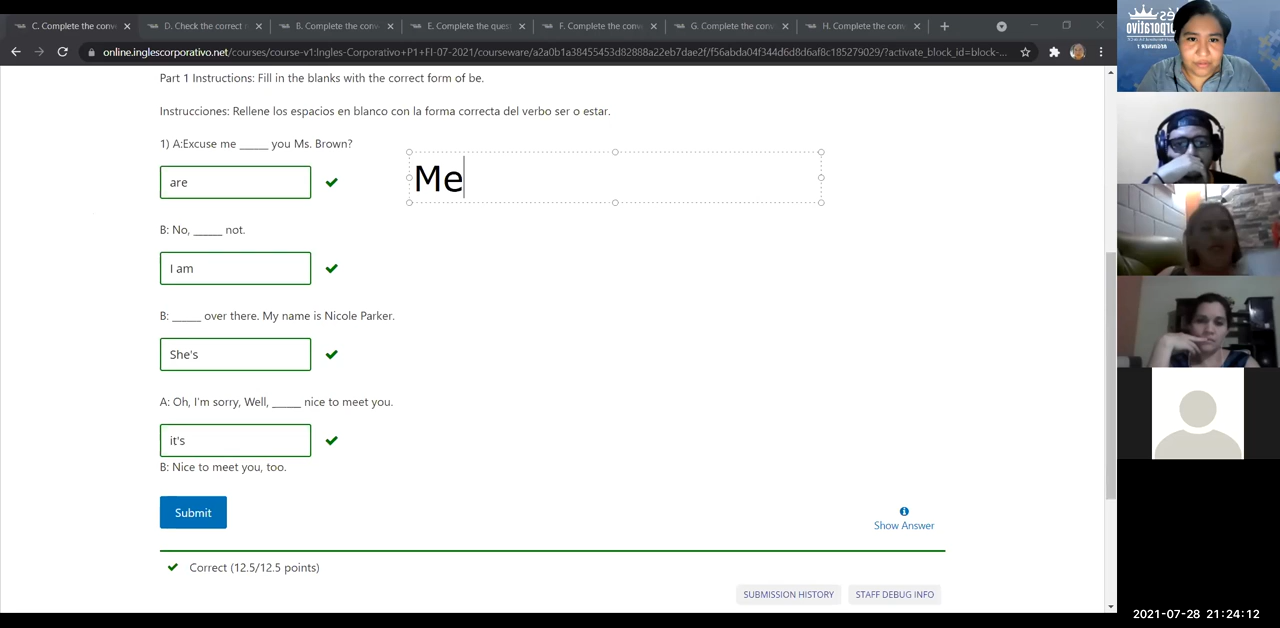 C. Complete the conv
D. Check the correct
B. Complete the conv
E. Complete the ques
F. Complete the conv
G. Complete the conv
H. Complete the conv
online.inglescorporativo.net/courses/course-v1:Ingles-Corporativo+P1+FI-07-2021/courseware/a2a0b1a38455453d82888a22eb7dae2f/f56abda04f344d6d8d6af8c185279029/?activate_block_id=block-...
Part 1 Instructions: Fill in the blanks with the correct form of be.
Instrucciones: Rellene los espacios en blanco con la forma correcta del verbo ser o estar.
1) A:Excuse me _____ you Ms. Brown?
are
Me
B: No, _____ not.
I am
B: _____ over there. My name is Nicole Parker.
She's
A: Oh, I'm sorry, Well, _____ nice to meet you.
it's
B: Nice to meet you, too.
Submit
Show Answer
Correct (12.5/12.5 points)
SUBMISSION HISTORY
STAFF DEBUG INFO
2021-07-28 21:24:12